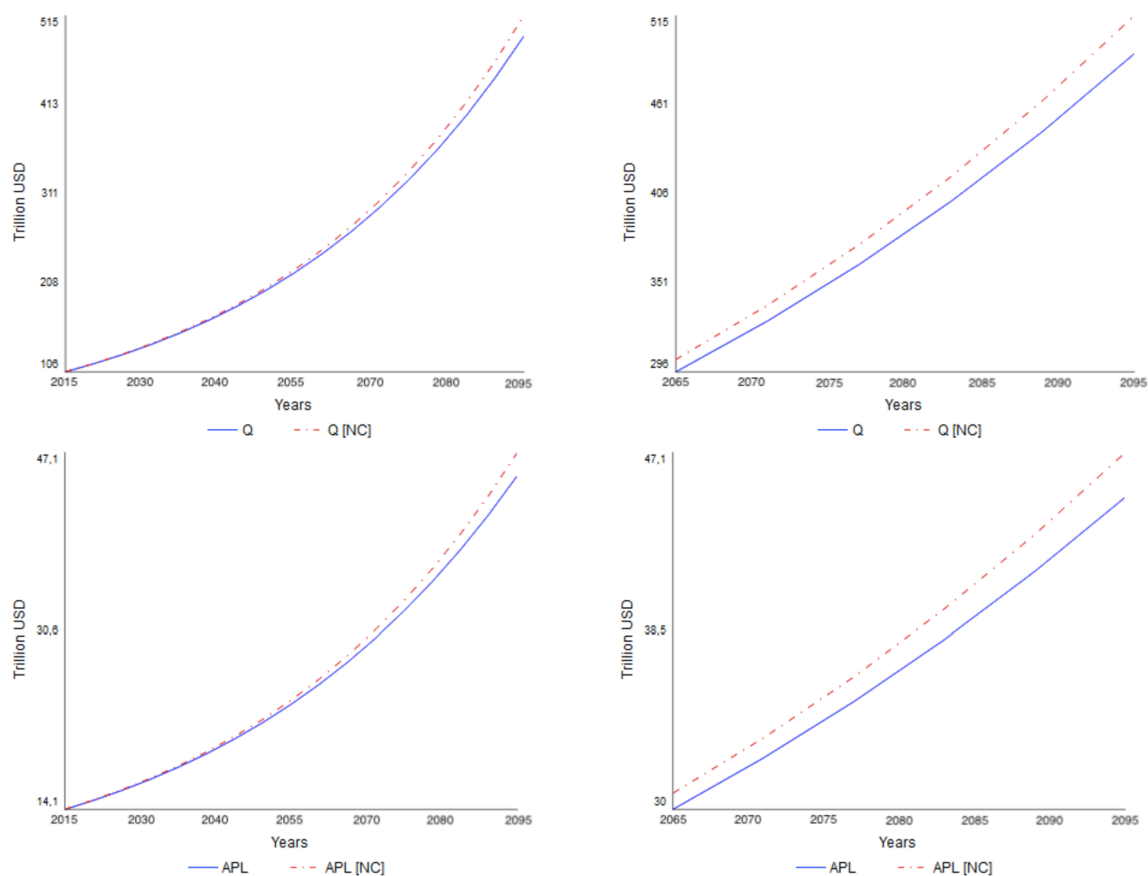 515
413
311
208
106
Trillion USD
2015 2030 2040 2055 2070 2080 2095
Years
Q Q [NC]
515
461
406
351
296
Trillion USD
2065 2070 2075 2080 2085 2090 2095
Years
Q Q [NC]
47,1
30,6
14,1
Trillion USD
2015 2030 2040 2055 2070 2080 2095
Years
APL APL [NC]
47,1
38,5
30
Trillion USD
2065 2070 2075 2080 2085 2090 2095
Years
APL APL [NC]